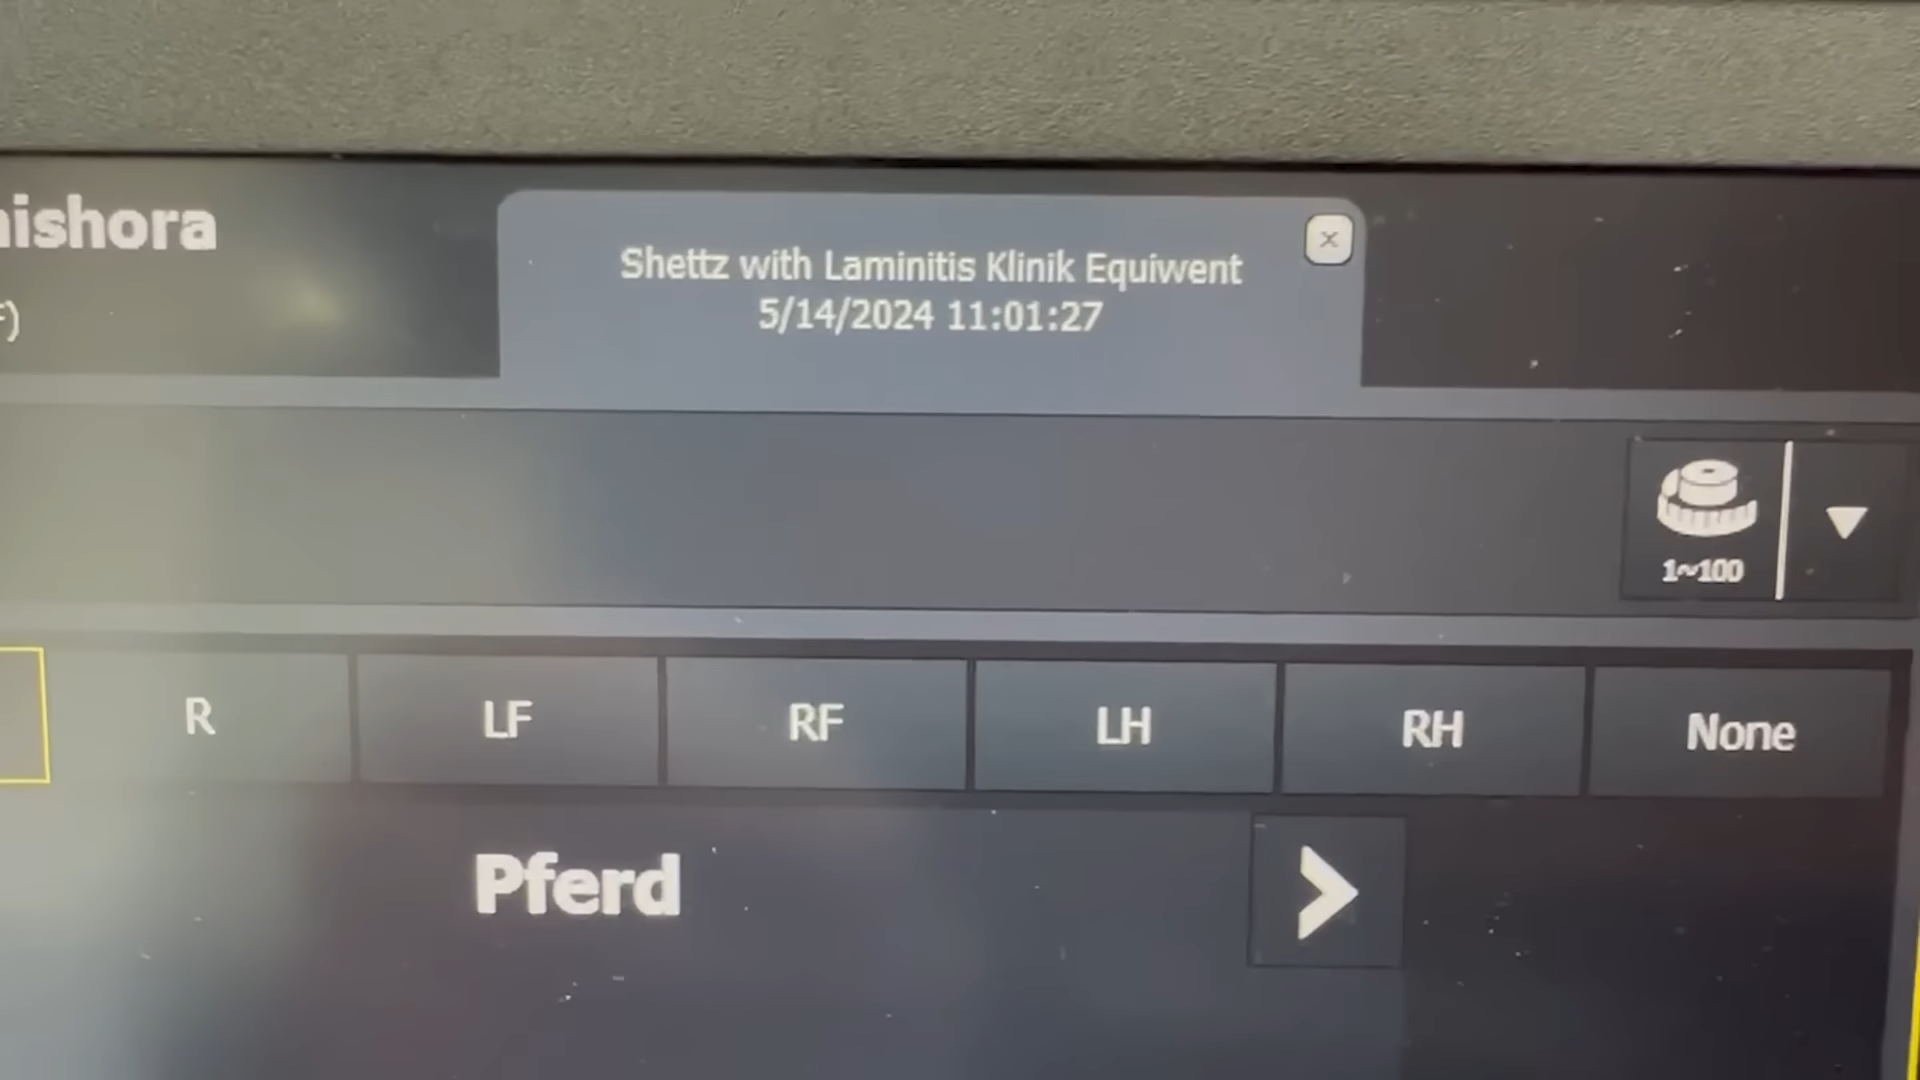 Shettz with Laminitis Klinik Equiwent
5/14/2024 11:01:27
1~100
R
LF
RF
LH
RH
None
Pferd